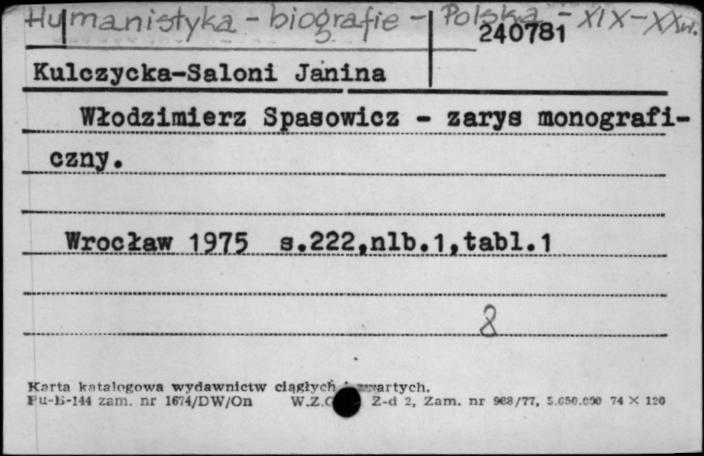 Humanistyka - biografie - Polska - XIX-XXw.
240781
Kulczycka-Saloni Janina
Włodzimierz Spasowicz - zarys monografi-
czny.
Wrocław 1975 s.222,nlb.1,tabl.1
8
Karta katalogowa wydawnictw ciągłych i zwartych.
Pu-B-144 zam. nr 1674/DW/On W.Z.G Z-d 2, Zam. nr 968/77, 5.650.000 74 × 120